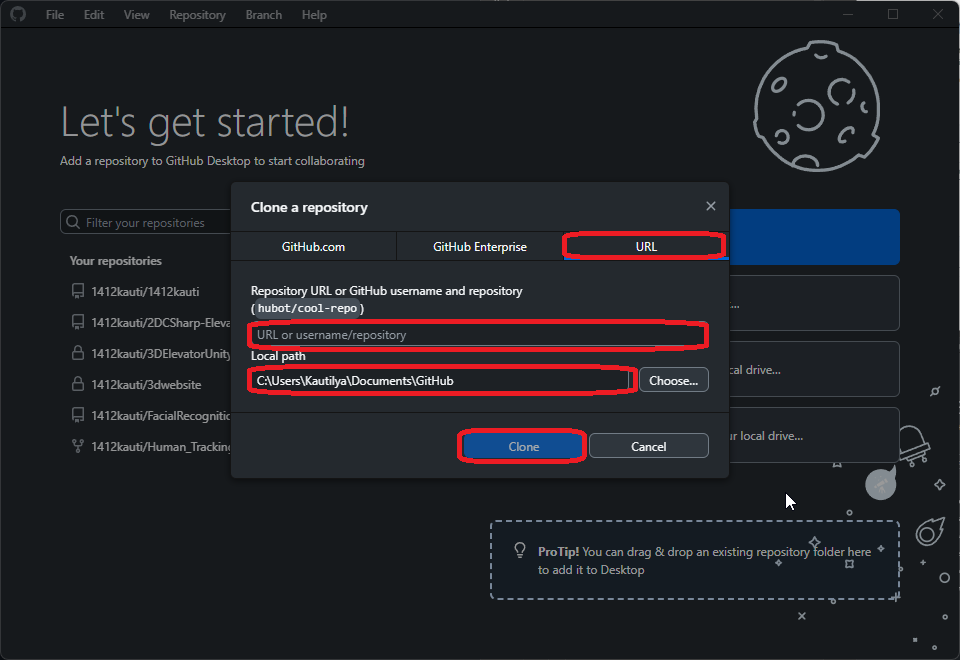 File Edit View Repository Branch Help
Let's get started!
Add a repository to GitHub Desktop to start collaborating
Filter your repositories
Your repositories
1412kauti/1412kauti
1412kauti/2DCSharp-Eleva
1412kauti/3DElevatorUnity
1412kauti/3dwebsite
1412kauti/FacialRecognitic
1412kauti/Human_Tracking
Clone a repository
GitHub.com GitHub Enterprise URL
Repository URL or GitHub username and repository
(hubot/cool-repo)
URL or username/repository
Local path
C:\Users\Kautilya\Documents\GitHub Choose...
Clone Cancel
...
cal drive...
ur local drive...
ProTip! You can drag & drop an existing repository folder here
to add it to Desktop